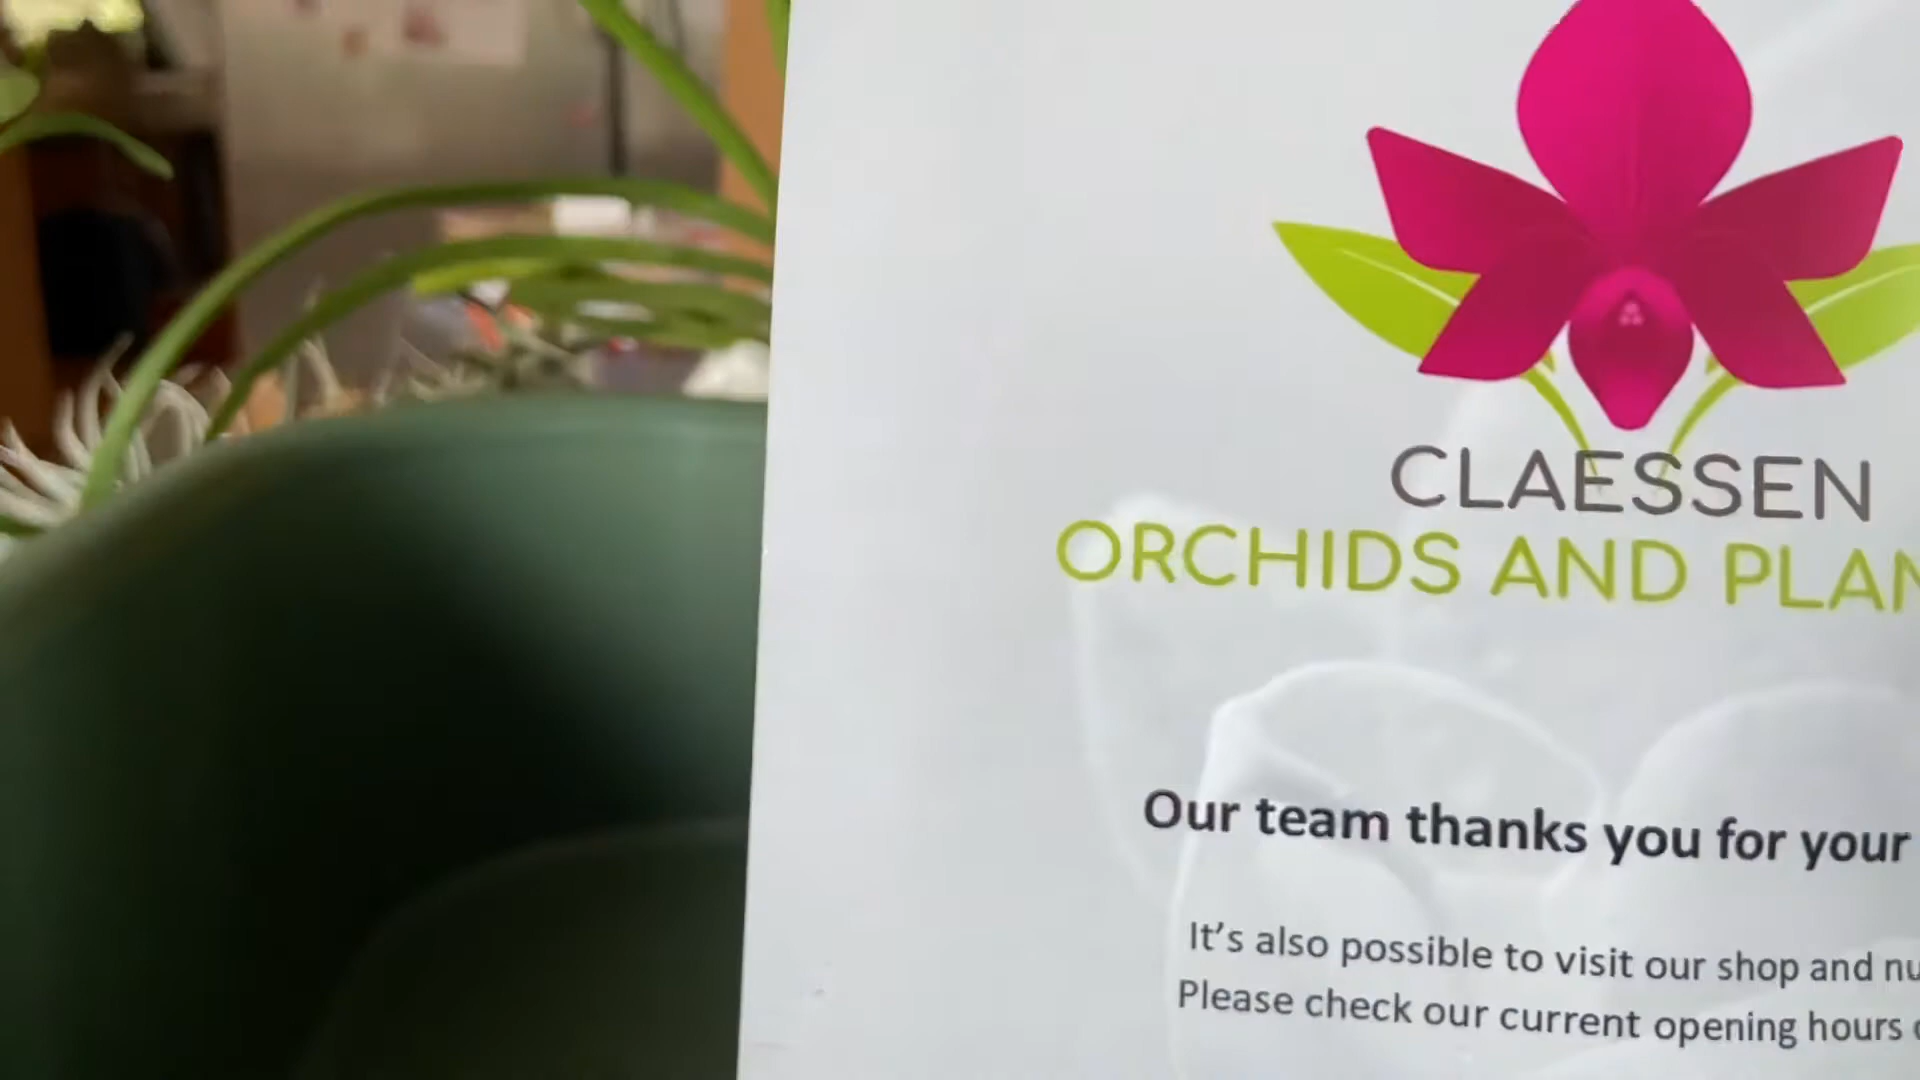 CLAESSEN
ORCHIDS AND PLAN
Our team thanks you for your
It's also possible to visit our shop and nu
Please check our current opening hours